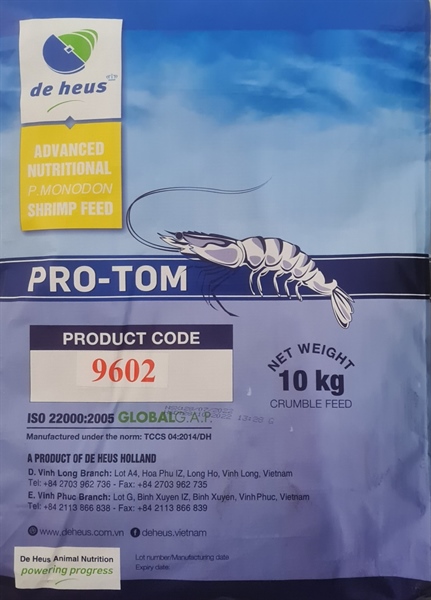 de heus
ADVANCED
NUTRITIONAL
P.MONODON
SHRIMP FEED
PRO-TOM
PRODUCT CODE
9602
NET WEIGHT
10 kg
CRUMBLE FEED
ISO 22000:2005 GLOBALG.A.P.
Manufactured under the norm: TCCS 04:2014/DH
A PRODUCT OF DE HEUS HOLLAND
D. Vinh Long Branch: Lot A4, Hoa Phu IZ, Long Ho, Vinh Long, Vietnam
Tel: +84 2703 962 736 - Fax: +84 2703 962 735
E. Vinh Phuc Branch: Lot G, Binh Xuyen IZ, Binh Xuyen, Vinh Phuc, Vietnam
Tel: +84 2113 866 838 - Fax: +84 2113 866 839
www.deheus.com.vn deheus.vietnam
De Heus Animal Nutrition
powering progress
Lot number/Manufacturing date
Expiry date: